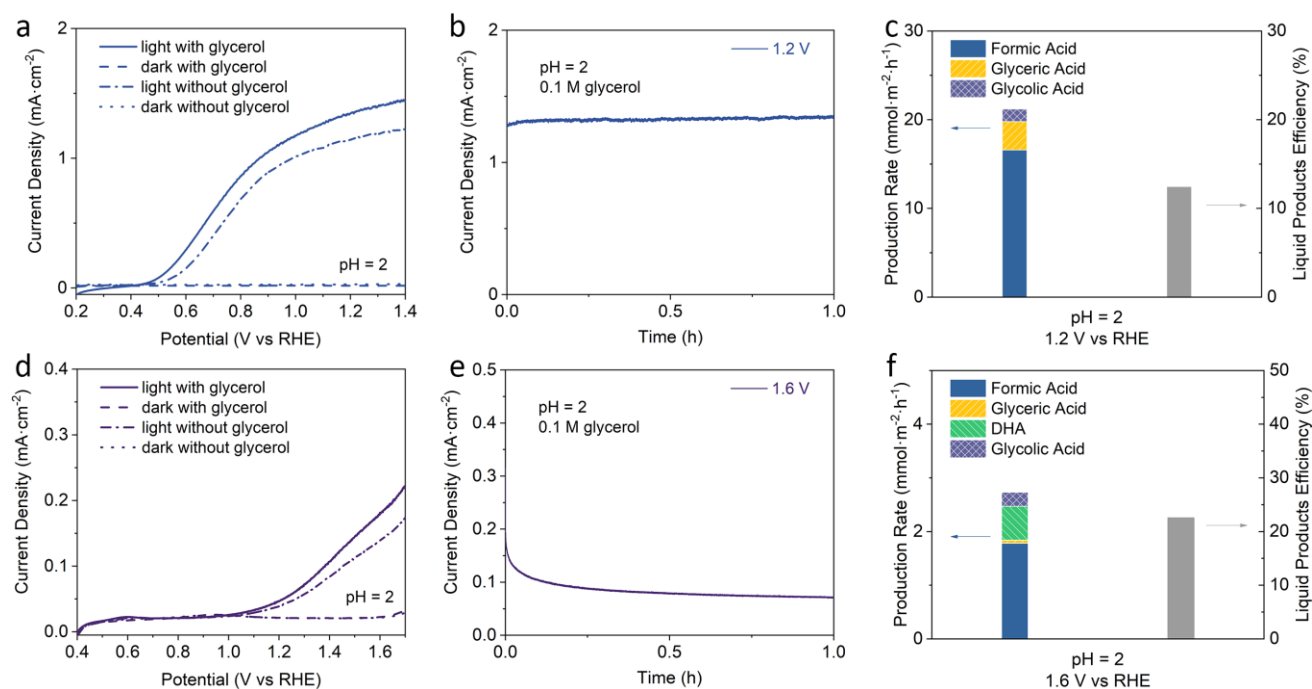 a
2
1
0
0.2 0.4 0.6 0.8 1.0 1.2 1.4
Current Density (mA·cm⁻²)
Potential (V vs RHE)
light with glycerol
dark with glycerol
light without glycerol
dark without glycerol
pH = 2
b
2
1
0
0.0 0.5 1.0
Current Density (mA·cm⁻²)
Time (h)
1.2 V
pH = 2
0.1 M glycerol
c
30
20
10
0
Production Rate (mmol·m⁻²·h⁻¹)
Formic Acid
Glyceric Acid
Glycolic Acid
30
25
20
15
10
5
0
Liquid Products Efficiency (%)
pH = 2
1.2 V vs RHE
d
0.4
0.3
0.2
0.1
0.0
0.4 0.6 0.8 1.0 1.2 1.4 1.6
Current Density (mA·cm⁻²)
Potential (V vs RHE)
light with glycerol
dark with glycerol
light without glycerol
dark without glycerol
pH = 2
e
0.5
0.4
0.3
0.2
0.1
0.0
0.0 0.5 1.0
Current Density (mA·cm⁻²)
Time (h)
1.6 V
pH = 2
0.1 M glycerol
f
4
2
0
Production Rate (mmol·m⁻²·h⁻¹)
Formic Acid
Glyceric Acid
DHA
Glycolic Acid
50
40
30
20
10
0
Liquid Products Efficiency (%)
pH = 2
1.6 V vs RHE